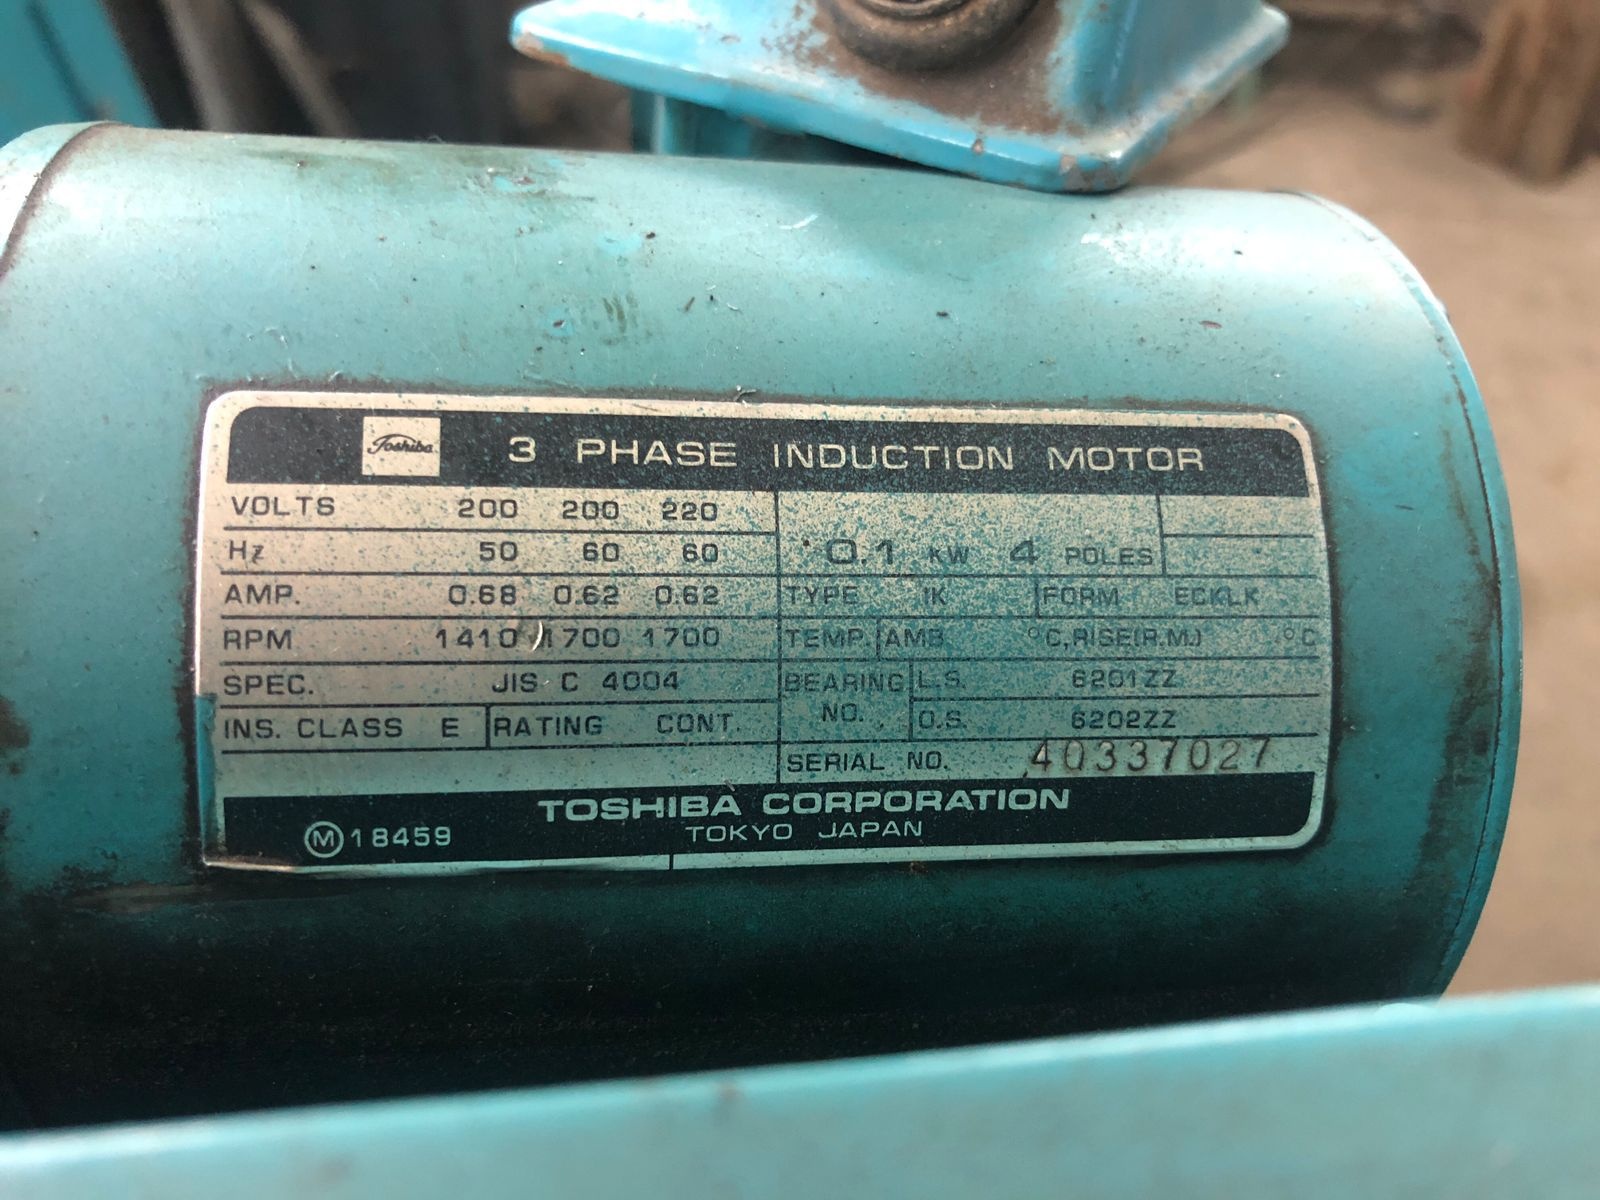 Toshiba 3 PHASE INDUCTION MOTOR
VOLTS 200 200 220
Hz 50 60 60
0.1 KW 4 POLES
AMP. 0.68 0.62 0.62
TYPE IK FORM ECKLK
RPM 1410 1700 1700
TEMP. AMB °C, RISE(R.M.) °C
SPEC. JIS C 4004
BEARING NO. L.S. 6201ZZ
O.S. 6202ZZ
INS. CLASS E RATING CONT.
SERIAL NO. 40337027
TOSHIBA CORPORATION
TOKYO JAPAN
Ⓜ18459